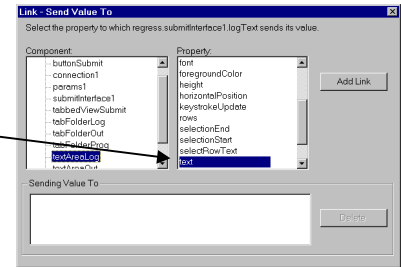 Link - Send Value To
Select the property to which regress.submitInterface1.logText sends its value.
Component:
buttonSubmit
connection1
params1
submitInterface1
tabbedViewSubmit
tabFolderLog
tabFolderOut
tabFolderProg
textAreaLog
textAreaOut
Property:
font
foregroundColor
height
horizontalPosition
keystrokeUpdate
rows
selectionEnd
selectionStart
selectRowText
text
Add Link
Sending Value To
Delete